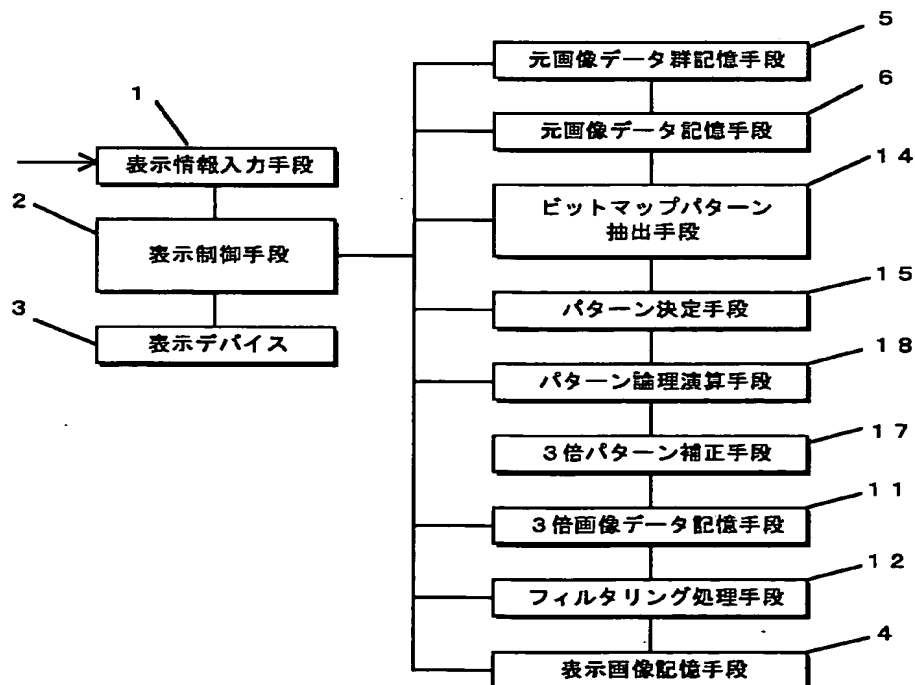 1
表示情報入力手段
2
表示制御手段
3
表示デバイス
5
元画像データ群記憶手段
6
元画像データ記憶手段
14
ビットマップパターン
抽出手段
15
パターン決定手段
18
パターン論理演算手段
17
3倍パターン補正手段
11
3倍画像データ記憶手段
12
フィルタリング処理手段
4
表示画像記憶手段